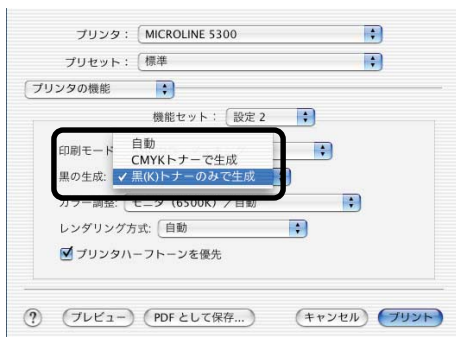 プリンタ： MICROLINE 5300
プリセット： 標準
プリンタの機能
機能セット： 設定 2
自動
印刷モード
CMYKトナーで生成
黒の生成: ✓ 黒(K)トナーのみで生成
カラー調整: モニタ（6500K）／自動
レンダリング方式: 自動
プリンタハーフトーンを優先
? プレビュー PDF として保存... キャンセル プリント